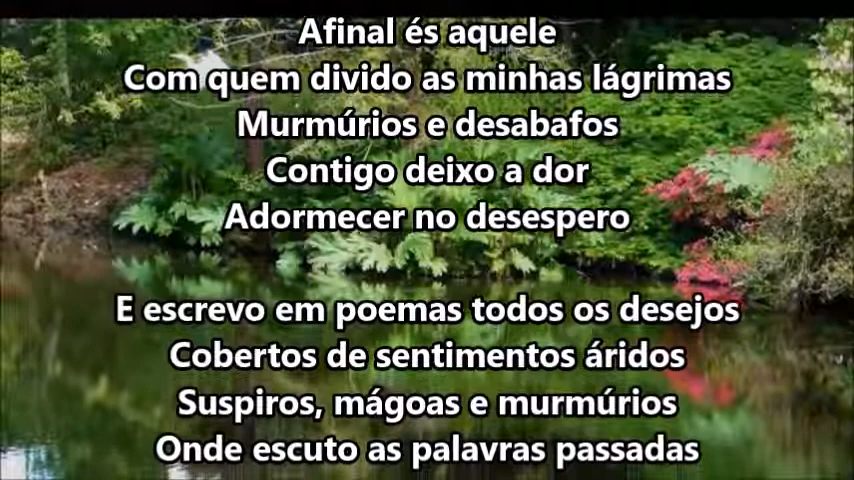 Afinal és aquele
Com quem divido as minhas lágrimas
Murmúrios e desabafos
Contigo deixo a dor
Adormecer no desespero
E escrevo em poemas todos os desejos
Cobertos de sentimentos áridos
Suspiros, mágoas e murmúrios
Onde escuto as palavras passadas